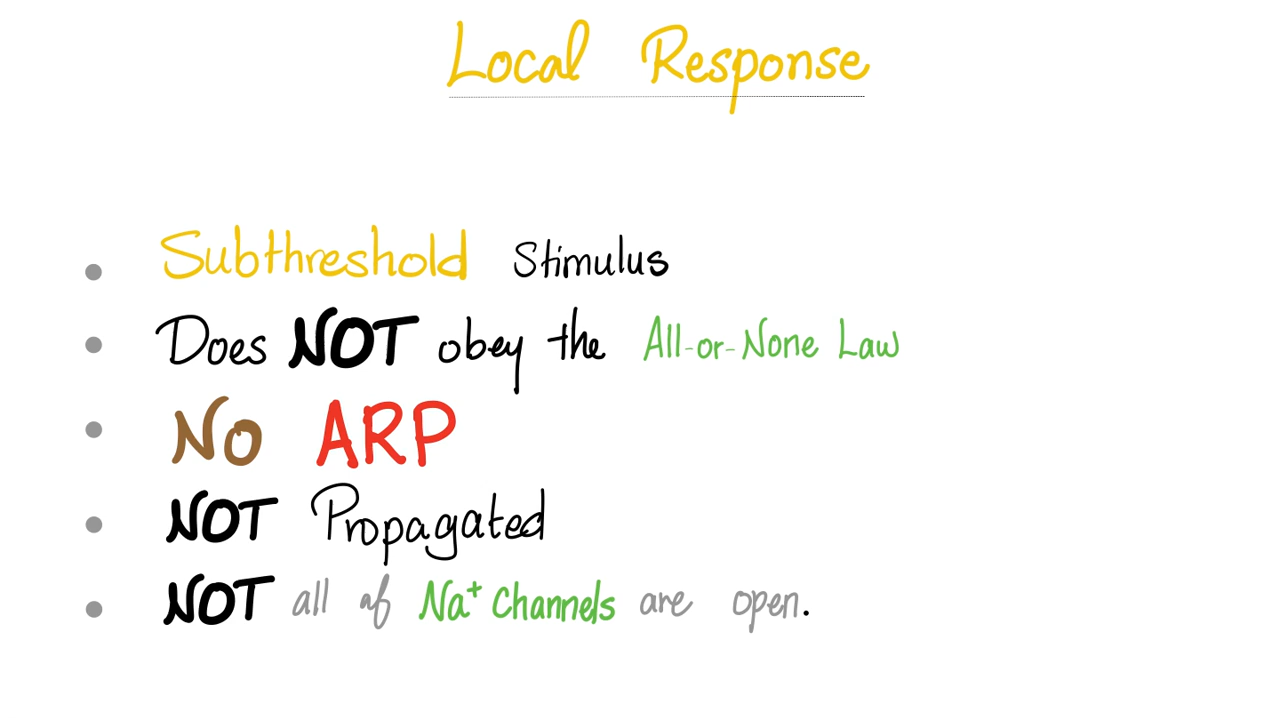 Local Response
Subthreshold Stimulus
Does NOT obey the All-or-None Law
No ARP
NOT Propagated
NOT all of Na⁺ Channels are open.